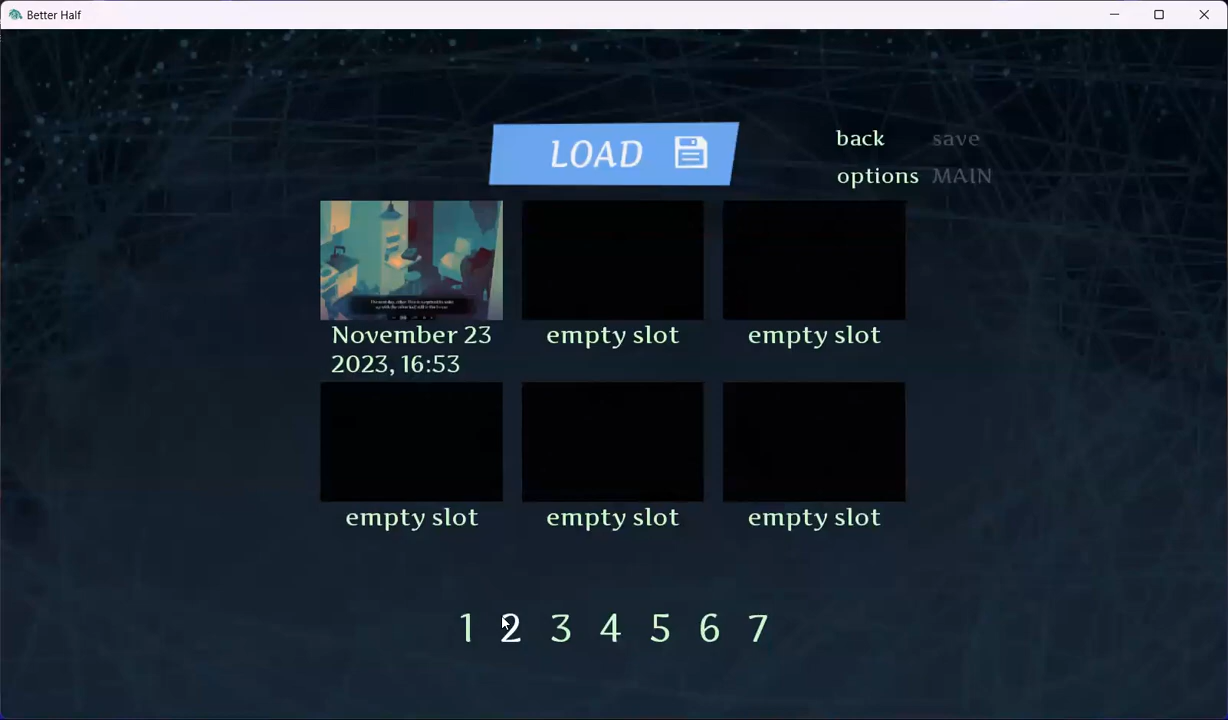 Better Half
LOAD
back save
options MAIN
November 23
2023, 16:53
empty slot
empty slot
empty slot
empty slot
empty slot
1 2 3 4 5 6 7